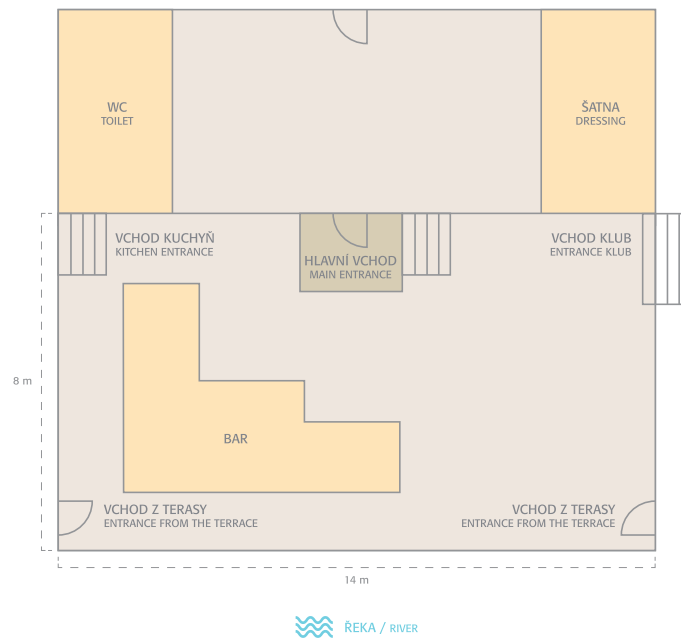 WC
TOILET
ŠATNA
DRESSING
VCHOD KUCHYŇ
KITCHEN ENTRANCE
HLAVNÍ VCHOD
MAIN ENTRANCE
VCHOD KLUB
ENTRANCE KLUB
8 m
BAR
VCHOD Z TERASY
ENTRANCE FROM THE TERRACE
VCHOD Z TERASY
ENTRANCE FROM THE TERRACE
14 m
ŘEKA / RIVER